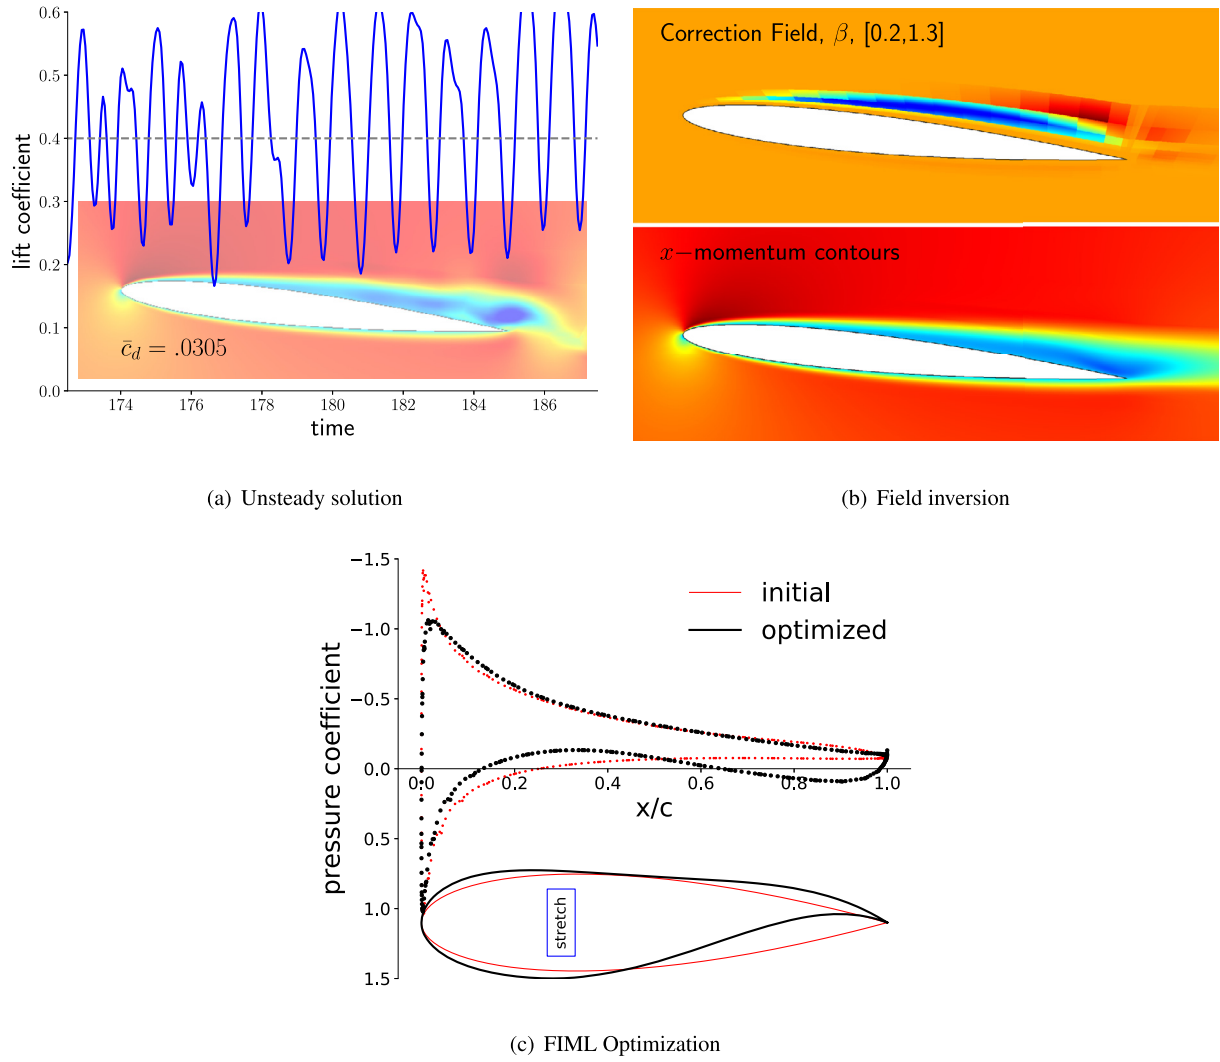 0.6
0.5
0.4
0.3
0.2
0.1
0.0
lift coefficient
c̄_d = .0305
174 176 178 180 182 184 186
time
(a) Unsteady solution
Correction Field, β, [0.2,1.3]
x−momentum contours
(b) Field inversion
−1.5
−1.0
−0.5
0.0
0.5
1.0
1.5
pressure coefficient
initial
optimized
0.0 0.2 0.4 0.6 0.8 1.0
x/c
stretch
(c) FIML Optimization